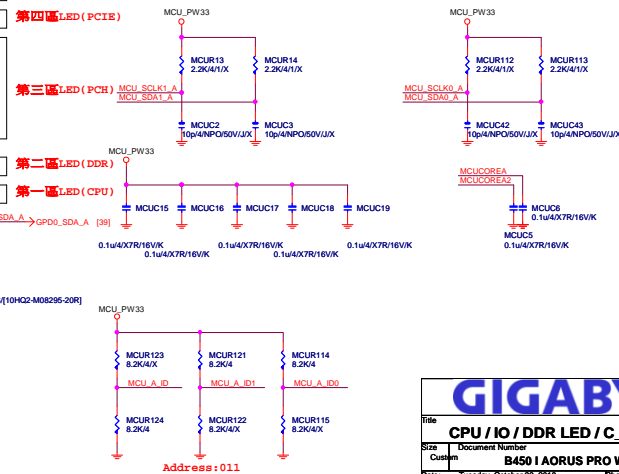 第四區LED(PCIE)
MCU_PW33
MCUR13
2.2K/4/1/X
MCUR14
2.2K/4/1/X
第三區LED(PCH)
MCU_SCLK1_A
MCU_SDA1_A
MCUC2
10p/4/NPO/50V/J/X
MCUC3
10p/4/NPO/50V/J/X
MCU_PW33
MCUR112
2.2K/4/1/X
MCUR113
2.2K/4/1/X
MCU_SCLK0_A
MCU_SDA0_A
MCUC42
10p/4/NPO/50V/J/X
MCUC43
10p/4/NPO/50V/J/X
第二區LED(DDR)
第一區LED(CPU)
SDA_A
GPD0_SDA_A [39]
MCU_PW33
MCUC15
MCUC16
MCUC17
MCUC18
MCUC19
0.1u/4/X7R/16V/K
0.1u/4/X7R/16V/K
0.1u/4/X7R/16V/K
0.1u/4/X7R/16V/K
0.1u/4/X7R/16V/K
MCUCOREA
MCUCOREA2
MCUC6
0.1u/4/X7R/16V/K
MCUC5
0.1u/4/X7R/16V/K
/[10HQ2-M08295-20R]
MCU_PW33
MCUR123
8.2K/4/X
MCUR121
8.2K/4
MCUR114
8.2K/4
MCU_A_ID
MCU_A_ID1
MCU_A_ID0
MCUR124
8.2K/4
MCUR122
8.2K/4/X
MCUR115
8.2K/4/X
Address:011
GIGABY
Title
CPU / IO / DDR LED / C_
Size
Custom
Document Number
B450 I AORUS PRO W